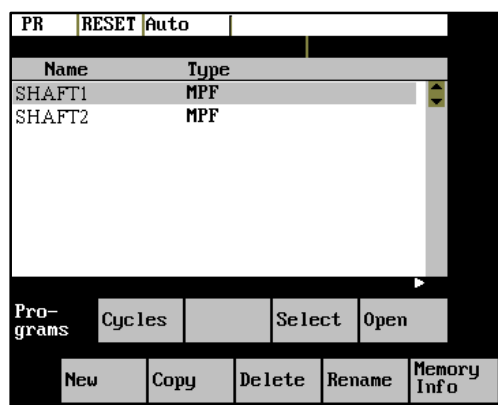 PR RESET Auto
Name Type
SHAFT1 MPF
SHAFT2 MPF
Pro-
grams Cycles Select Open
New Copy Delete Rename Memory
Info